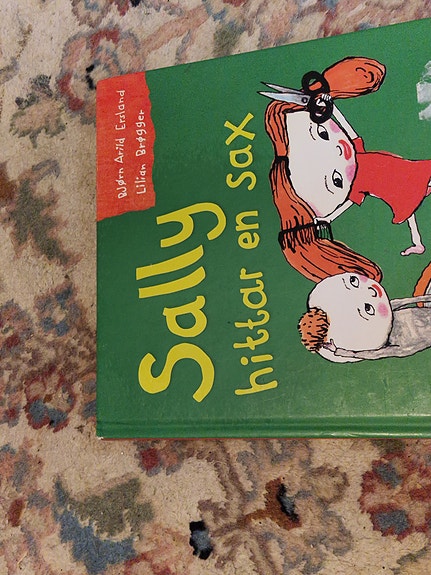 Bjørn Arild Ersland
Lilian Brøgger
Sally
hittar en sax